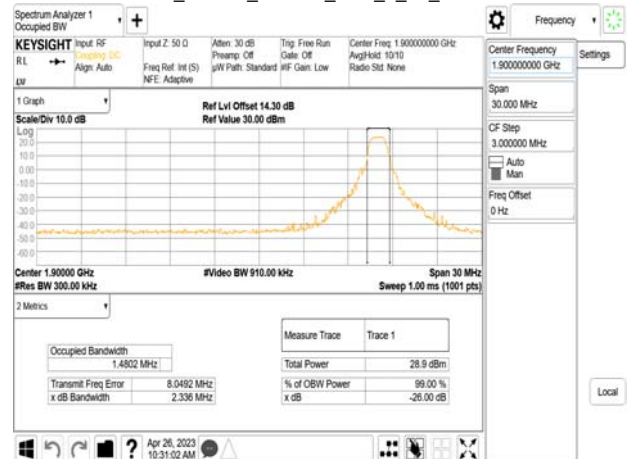 Spectrum Analyzer 1
Occupied BW
Frequency
KEYSIGHT
RL
LV
Input: RF
Coupling: DC
Align: Auto
Input Z: 50 Ω
Freq Ref: Int (S)
NFE: Adaptive
Atten: 30 dB
Preamp: Off
µW Path: Standard
Trig: Free Run
Gate: Off
#IF Gain: Low
Center Freq: 1.900000000 GHz
Avg|Hold: 10/10
Radio Std: None
Center Frequency
1.900000000 GHz
Settings
Span
30.000 MHz
CF Step
3.000000 MHz
Auto
Man
Freq Offset
0 Hz
Local
1 Graph
Scale/Div 10.0 dB
Ref Lvl Offset 14.30 dB
Ref Value 30.00 dBm
Log
20.0
10.0
0.00
-10.0
-20.0
-30.0
-40.0
-50.0
-60.0
Center 1.90000 GHz
#Video BW 910.00 kHz
Span 30 MHz
#Res BW 300.00 kHz
Sweep 1.00 ms (1001 pts)
2 Metrics
Measure Trace Trace 1
Occupied Bandwidth
1.4802 MHz
Total Power 28.9 dBm
Transmit Freq Error 8.0492 MHz
% of OBW Power 99.00 %
x dB Bandwidth 2.336 MHz
x dB -26.00 dB
?
Apr 26, 2023
10:31:02 AM